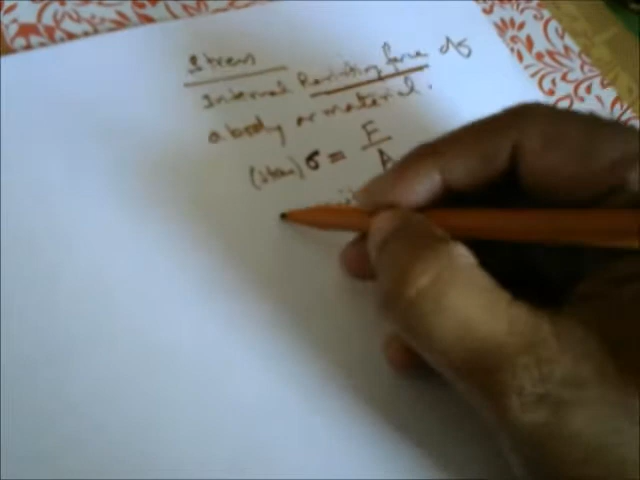 Stress
Internal Resisting force of
a body or material.
(stress) σ = F/A